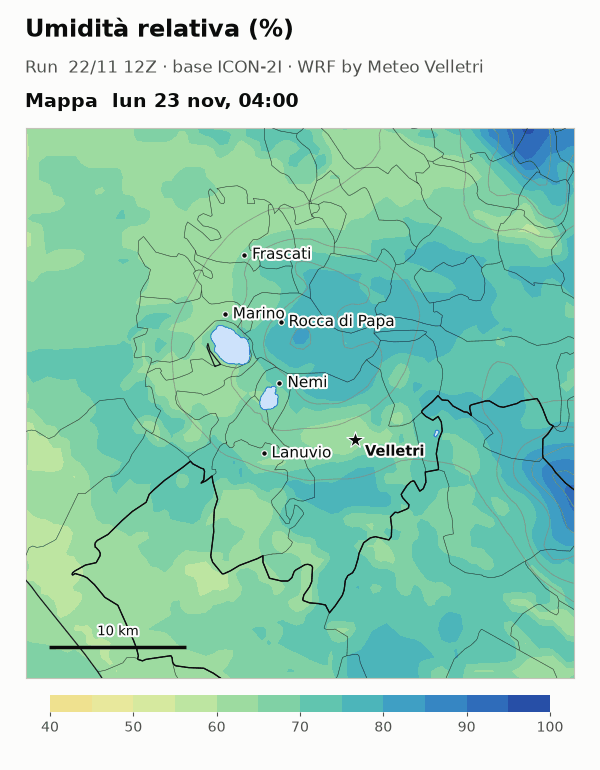 Umidità relativa (%)
Run  22/11 12Z · base ICON-2I · WRF by Meteo Velletri
Mappa  lun 23 nov, 04:00
Frascati
Marino
Rocca di Papa
Nemi
Velletri
Lanuvio
10 km
40 50 60 70 80 90 100